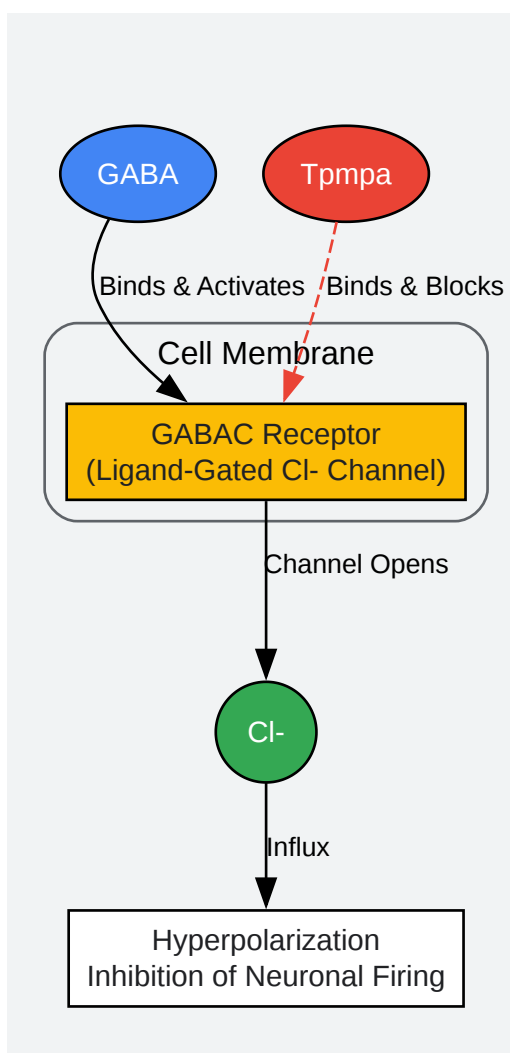 GABA
Tpmpa
Binds & Activates
Binds & Blocks
Cell Membrane
GABAC Receptor
(Ligand-Gated Cl- Channel)
Channel Opens
Cl-
Influx
Hyperpolarization
Inhibition of Neuronal Firing